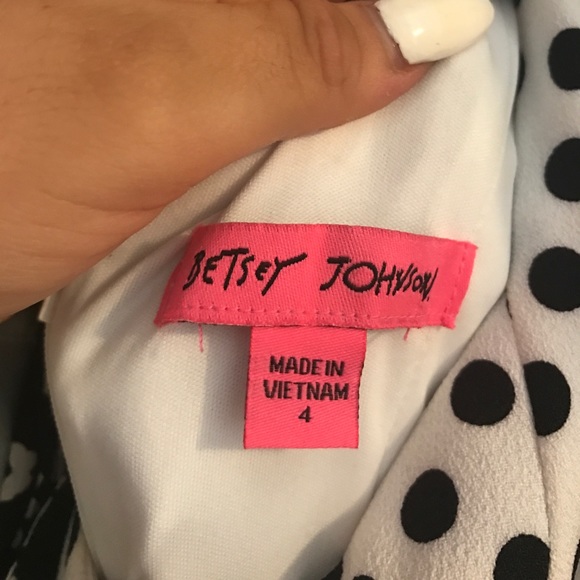 BETSEY JOHNSON.
MADE IN
VIETNAM
4